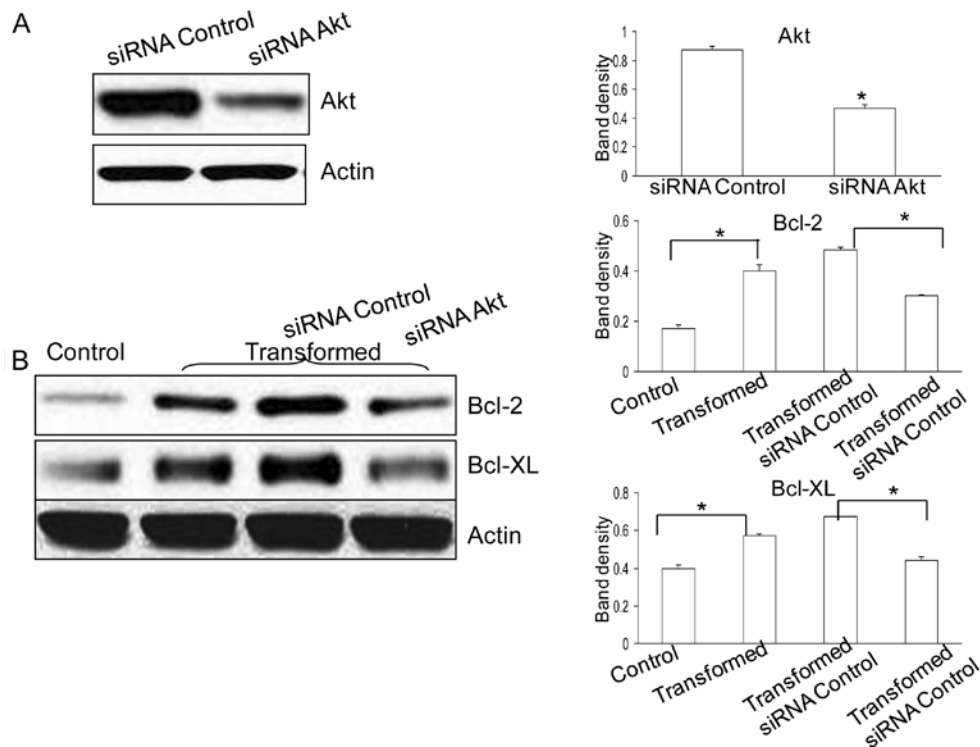 A
siRNA Control
siRNA Akt
Akt
Actin
B
Control
siRNA Control
siRNA Akt
Transformed
Bcl-2
Bcl-XL
Actin
Akt
Band density
1
0.8
0.6
0.4
0.2
0
siRNA Control
siRNA Akt
*
Bcl-2
Band density
0.6
0.4
0.2
0
*
*
Control
Transformed
Transformed
siRNA Control
Transformed
siRNA Control
Bcl-XL
Band density
0.8
0.6
0.4
0.2
0
*
*
Control
Transformed
Transformed
siRNA Control
Transformed
siRNA Control